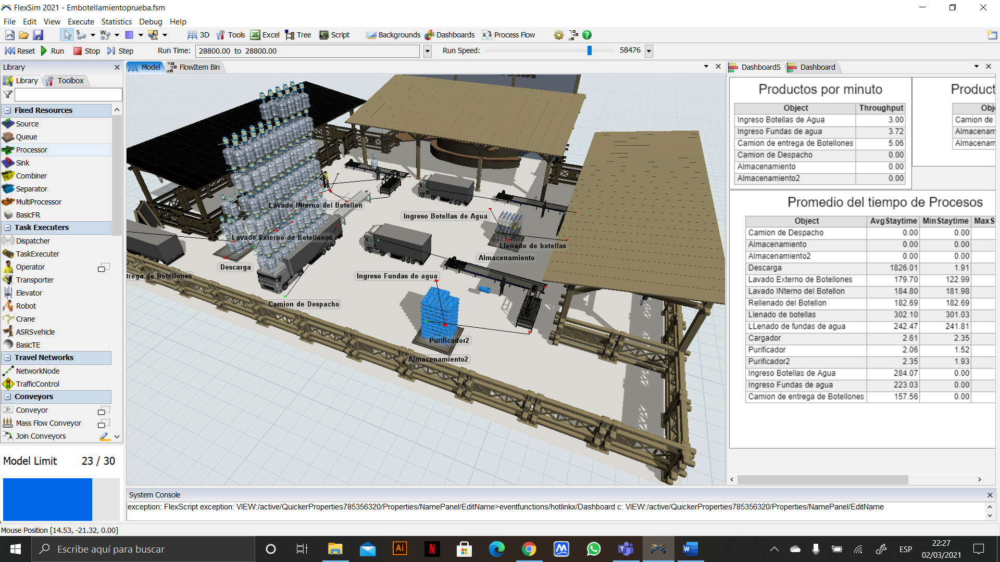 FlexSim 2021 - Embotellamientoprueba.fsm
File Edit View Execute Statistics Debug Help
3D Tools Excel Tree Script Backgrounds Dashboards Process Flow
Reset Run Stop Step Run Time: 28800.00 to 28800.00 Run Speed: 58476
Library
Library Toolbox
Fixed Resources
Source
Queue
Processor
Sink
Combiner
Separator
MultiProcessor
BasicFR
Task Executers
Dispatcher
TaskExecuter
Operator
Transporter
Elevator
Robot
Crane
ASRSvehicle
BasicTE
Travel Networks
NetworkNode
TrafficControl
Conveyors
Conveyor
Mass Flow Conveyor
Join Conveyors
Model Limit 23 / 30
Model FlowItem Bin
Lavado INterno del Botellon
Ingreso Botellas de Agua
Lavado Externo de Botellones
Llenado de botellas
Almacenamiento
Descarga
trega de Botellones
Ingreso Fundas de agua
Camion de Despacho
Purificador2
Almacenamiento2
Dashboard5 Dashboard
Productos por minuto
Object Throughput
Ingreso Botellas de Agua 3.00
Ingreso Fundas de agua 3.72
Camion de entrega de Botellones 5.06
Camion de Despacho 0.00
Almacenamiento 0.00
Almacenamiento2 0.00
Product
Obj
Camion de
Almacenam
Almacenam
Promedio del tiempo de Procesos
Object AvgStaytime MinStaytime MaxS
Camion de Despacho 0.00 0.00
Almacenamiento 0.00 0.00
Almacenamiento2 0.00 0.00
Descarga 1826.01 1.91
Lavado Externo de Botellones 179.70 122.99
Lavado INterno del Botellon 184.80 181.98
Rellenado del Botellon 182.69 182.69
Llenado de botellas 302.10 301.03
LLenado de fundas de agua 242.47 241.81
Cargador 2.61 2.35
Purificador 2.06 1.52
Purificador2 2.35 1.93
Ingreso Botellas de Agua 284.07 0.00
Ingreso Fundas de agua 223.03 0.00
Camion de entrega de Botellones 157.56 0.00
System Console
exception: FlexScript exception: VIEW:/active/QuickerProperties785356320/Properties/NamePanel/EditName>eventfunctions/hotlinkx/Dashboard c: VIEW:/active/QuickerProperties785356320/Properties/NamePanel/EditName
Mouse Position [14.53, -21.32, 0.00]
Escribe aquí para buscar
ESP
22:27
02/03/2021